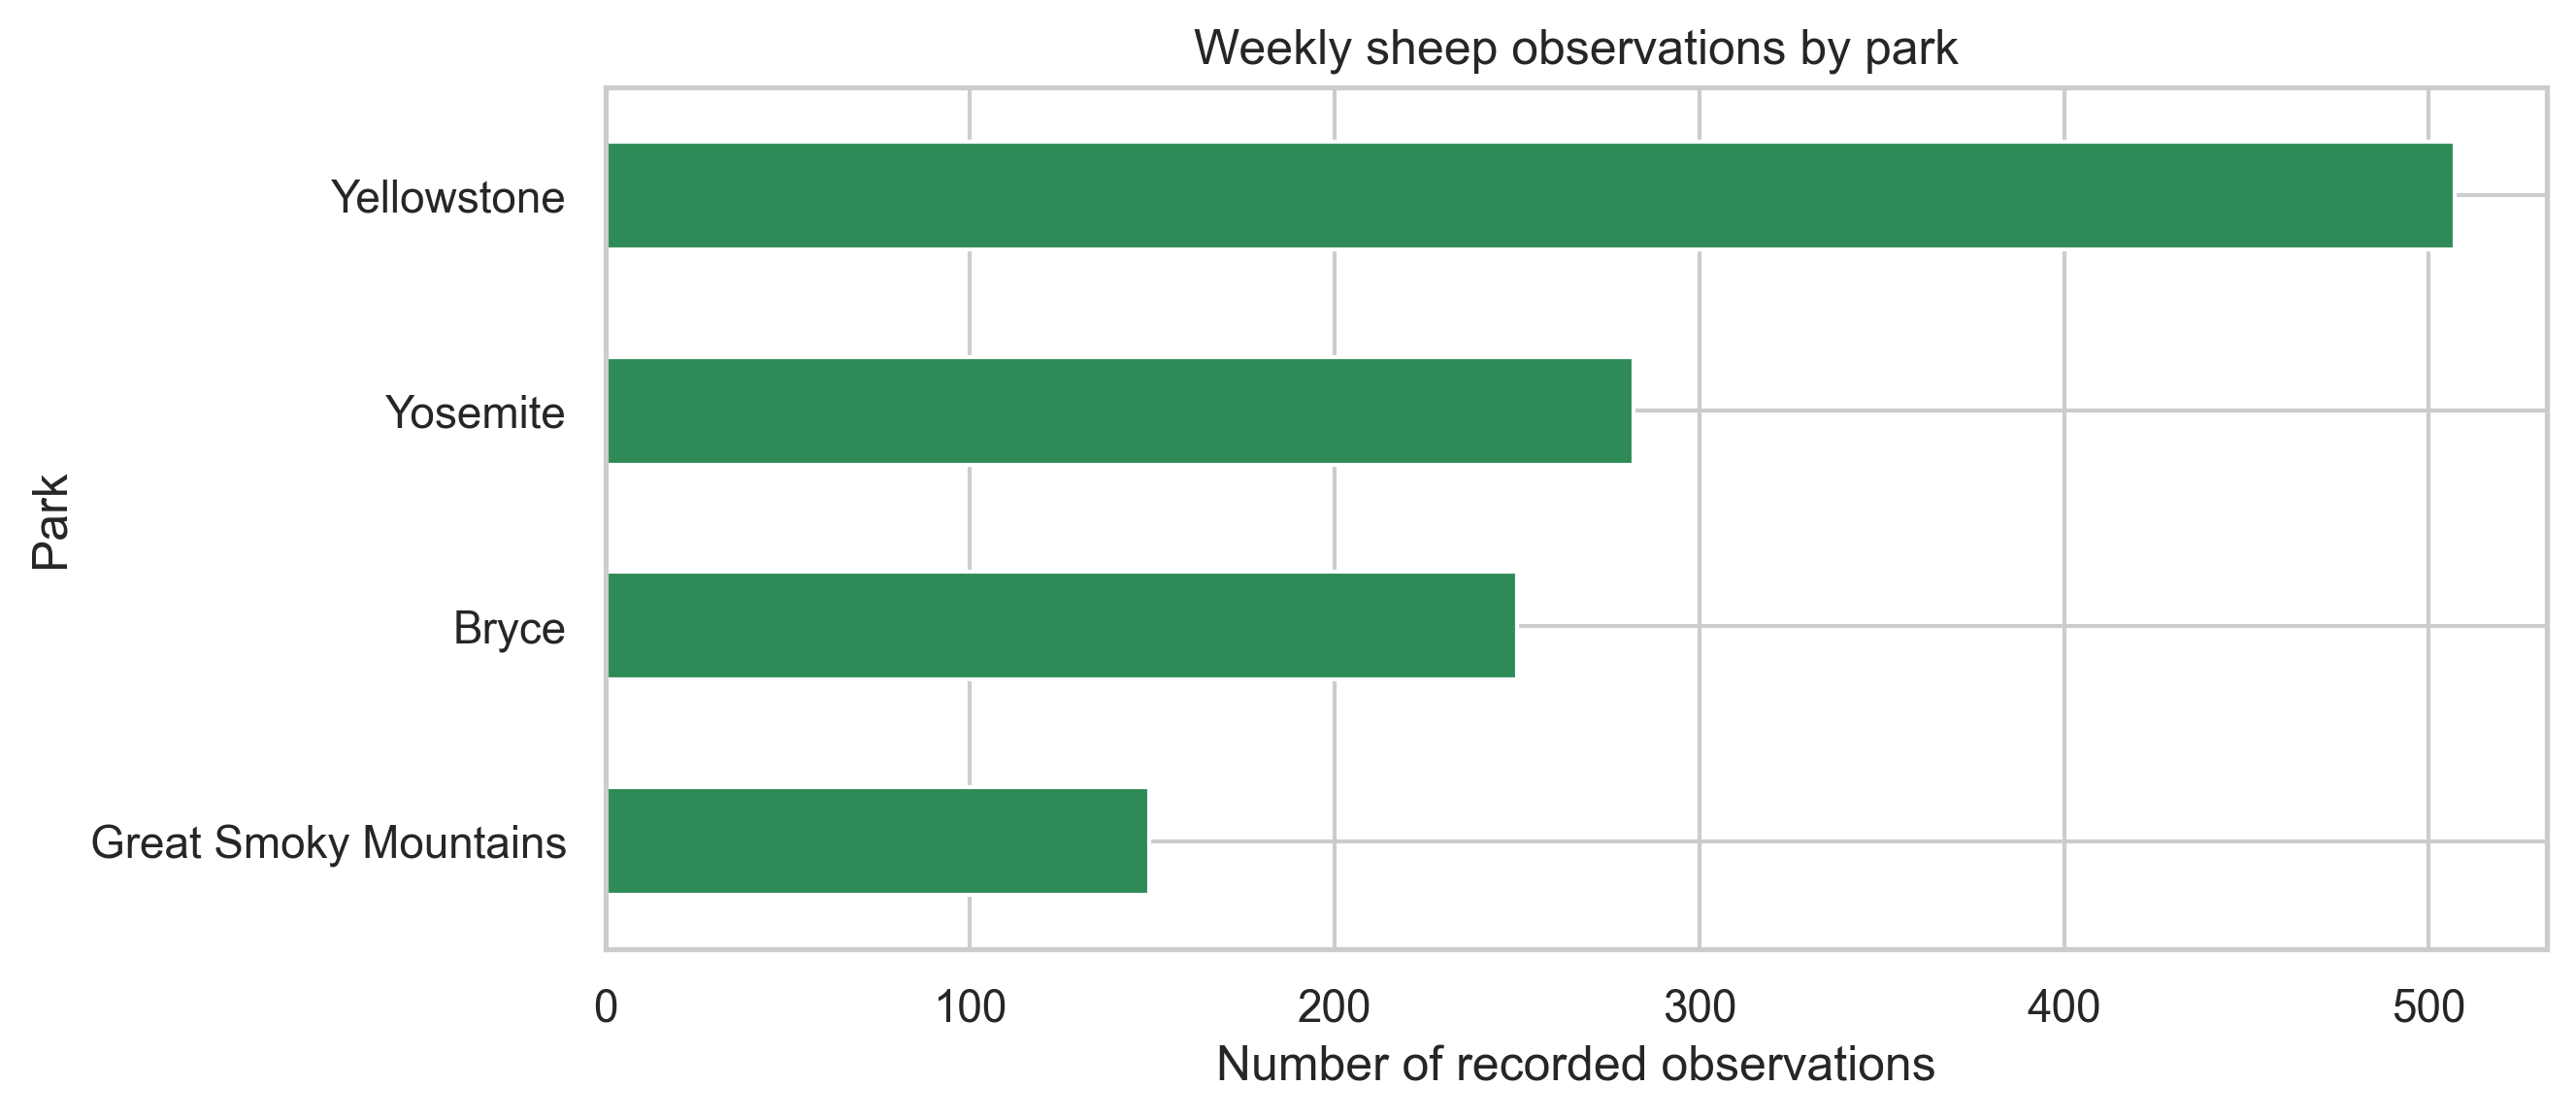 Weekly sheep observations by park
Park
Yellowstone
Yosemite
Bryce
Great Smoky Mountains
0 100 200 300 400 500
Number of recorded observations